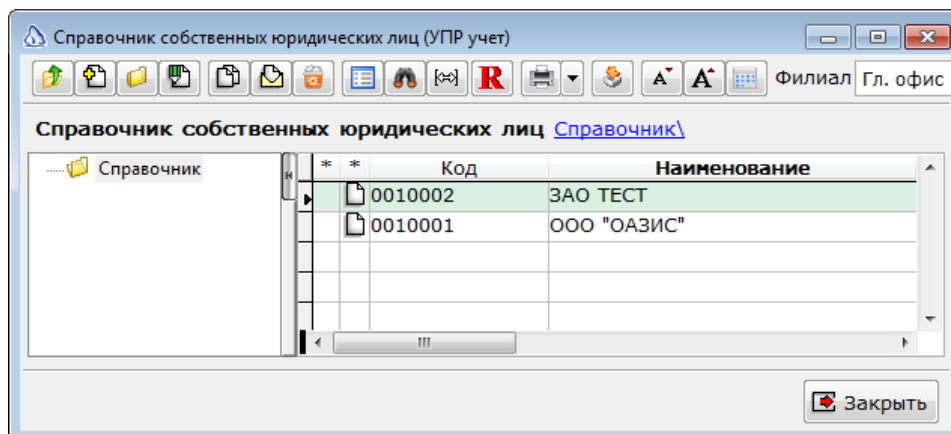 Справочник собственных юридических лиц (УПР учет)
R A A Филиал Гл. офис
Справочник собственных юридических лиц Справочник\
Справочник * * Код Наименование
0010002 ЗАО ТЕСТ
0010001 ООО "ОАЗИС"
Закрыть